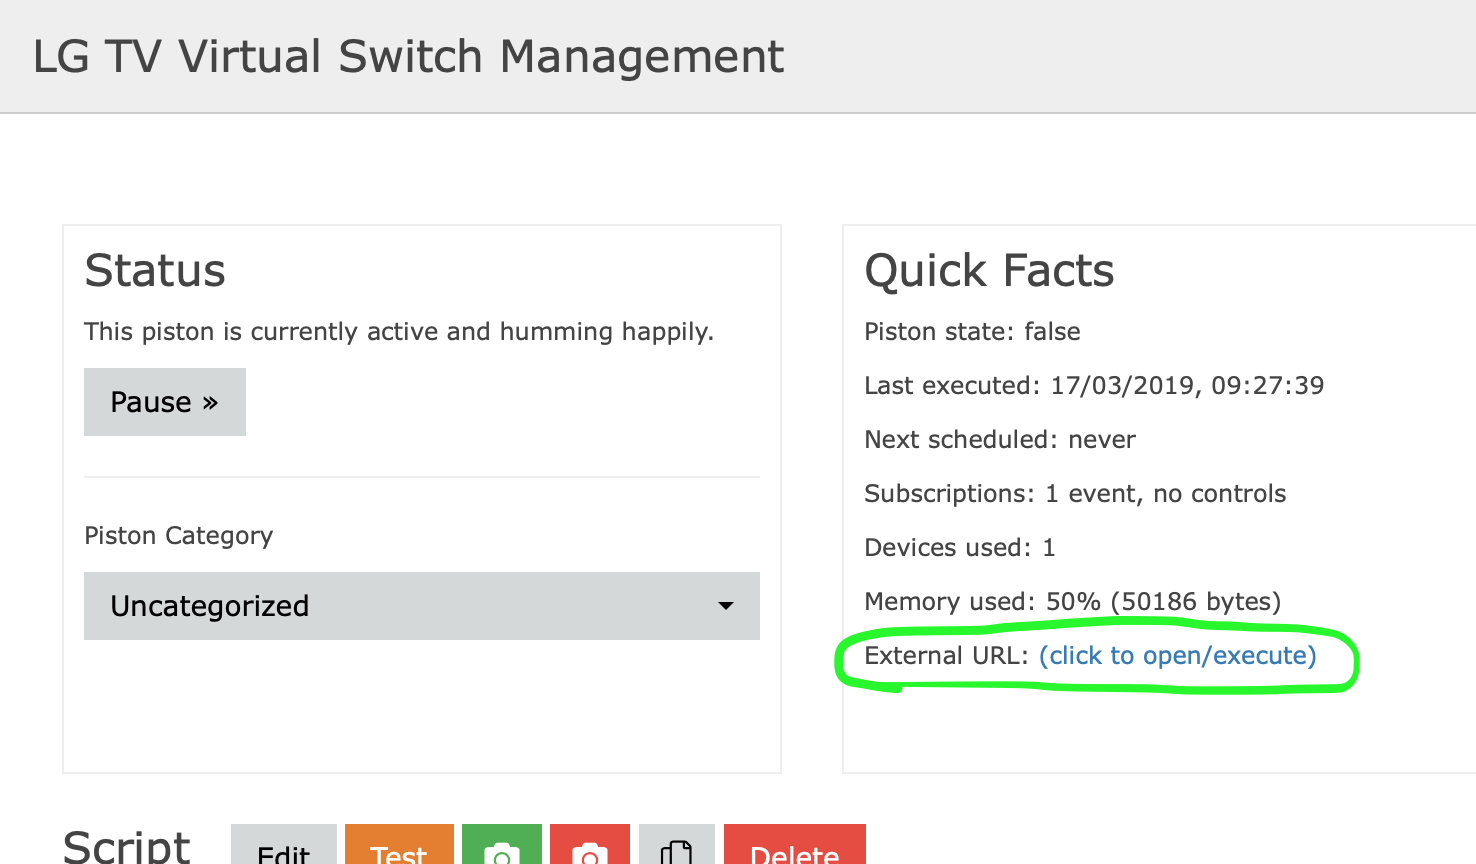 LG TV Virtual Switch Management
Status
This piston is currently active and humming happily.
Pause »
Piston Category
Uncategorized
Quick Facts
Piston state: false
Last executed: 17/03/2019, 09:27:39
Next scheduled: never
Subscriptions: 1 event, no controls
Devices used: 1
Memory used: 50% (50186 bytes)
External URL: (click to open/execute)
Script
Edit
Test
Delete